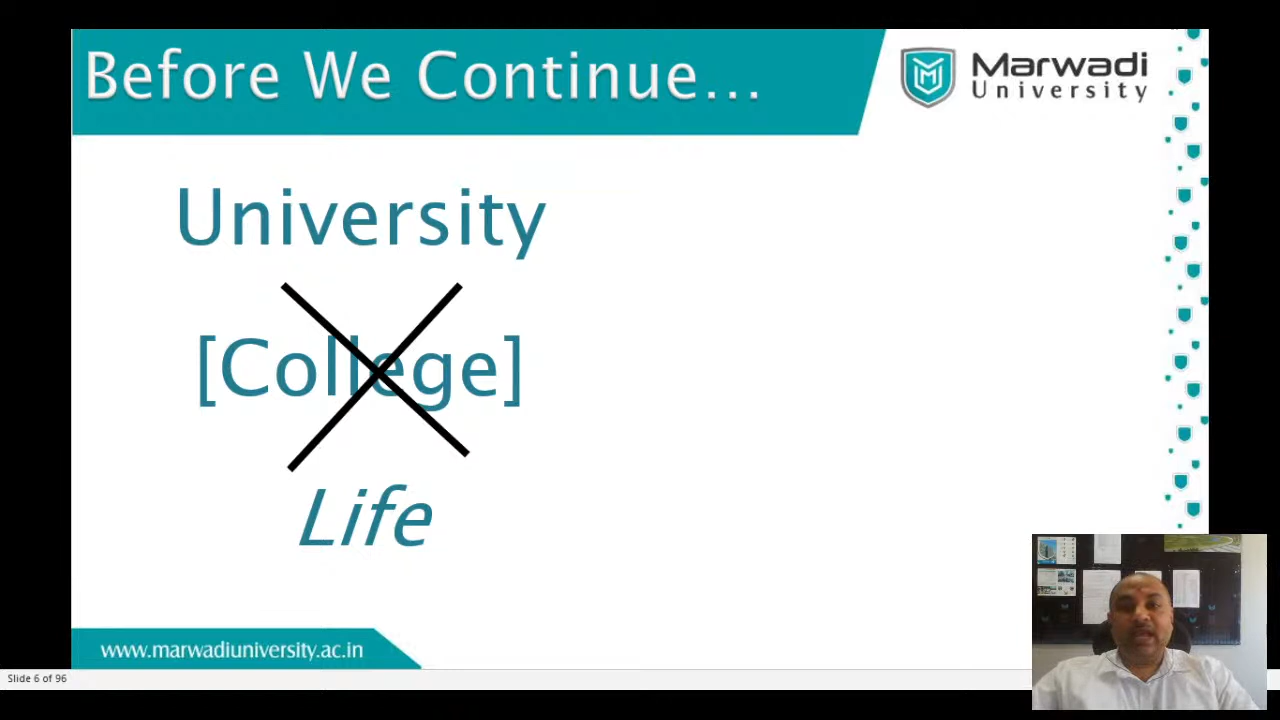 Before We Continue...
Marwadi
University
University
[College]
Life
www.marwadiuniversity.ac.in
Slide 6 of 96